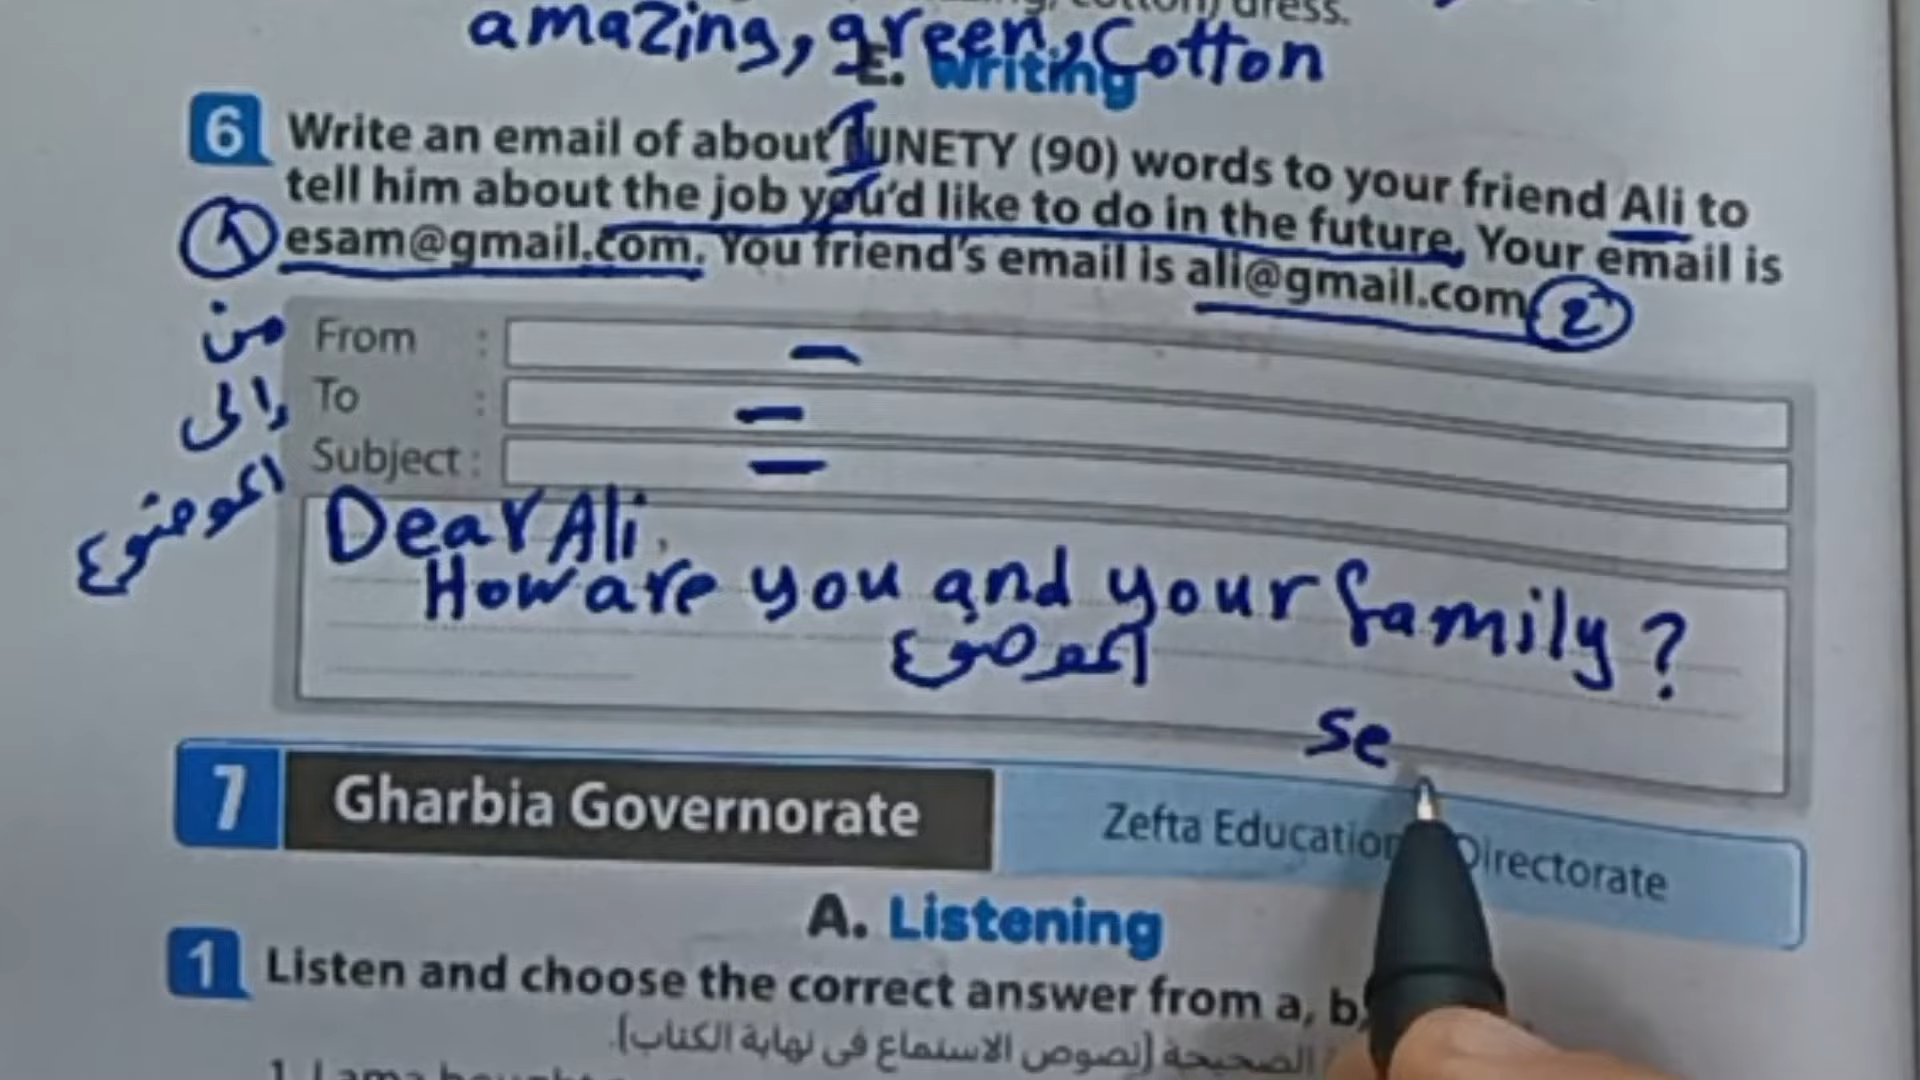 dress.
amazing, green, Cotton
E. Writing
6 Write an email of about NUNETY (90) words to your friend Ali to
tell him about the job you'd like to do in the future. Your email is
1 esam@gmail.com. You friend's email is ali@gmail.com 2
من From :
إلى To :
الموضوع Subject :
Dear Ali,
How are you and your family?
الموضوع
Se
7 Gharbia Governorate Zefta Education Directorate
A. Listening
1 Listen and choose the correct answer from a, b,
الصحيحة [نصوص الاستماع فى نهاية الكتاب].